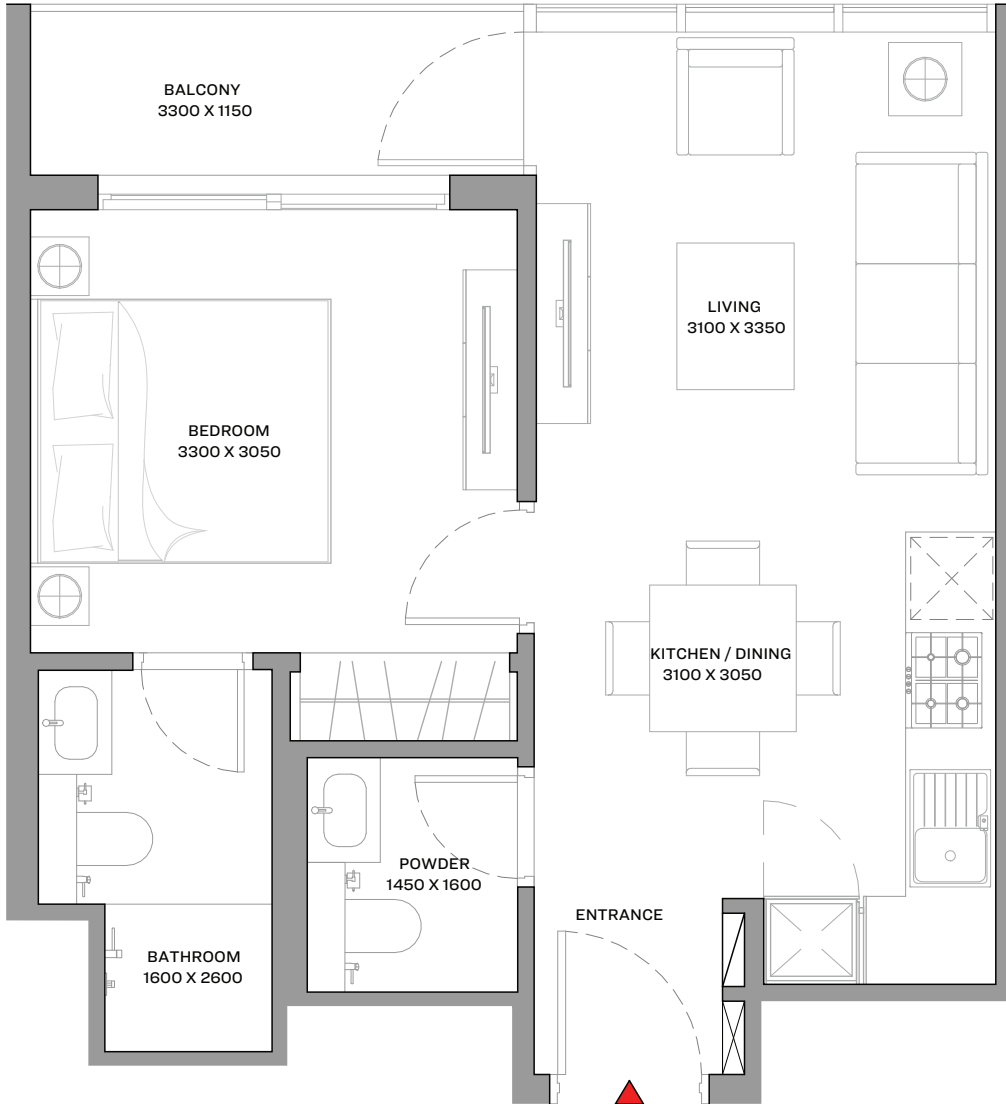 BALCONY
3300 X 1150
LIVING
3100 X 3350
BEDROOM
3300 X 3050
KITCHEN / DINING
3100 X 3050
POWDER
1450 X 1600
ENTRANCE
BATHROOM
1600 X 2600